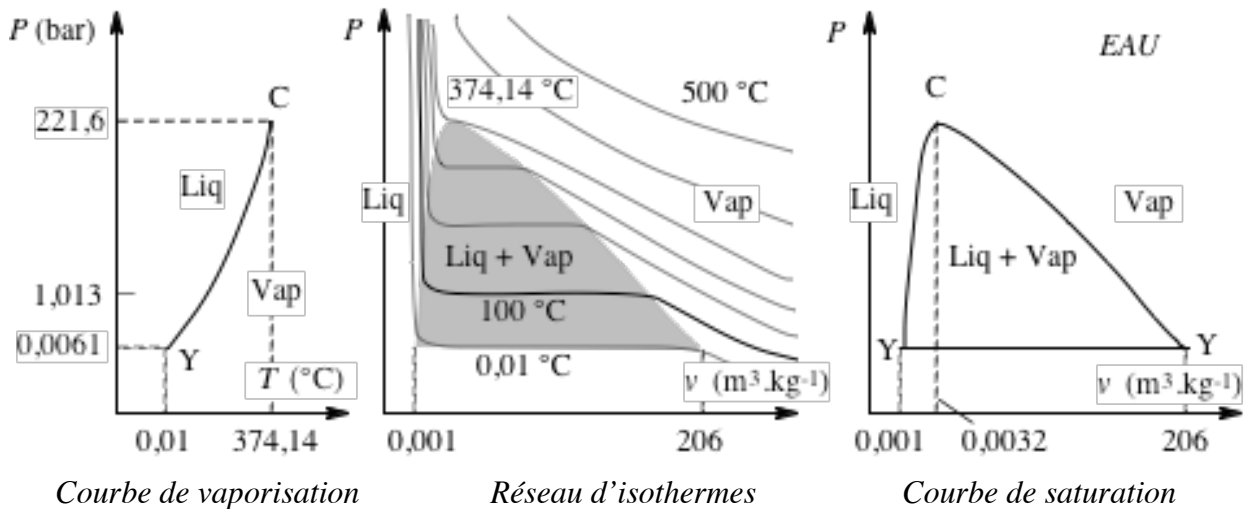 P (bar)
221,6
C
Liq
1,013
Vap
0,0061
Y
T (°C)
0,01
374,14
Courbe de vaporisation
P
374,14 °C
500 °C
Liq
Vap
Liq + Vap
100 °C
0,01 °C
v (m³.kg-¹)
0,001
206
Réseau d'isothermes
P
EAU
C
Liq
Vap
Liq + Vap
Y
Y
v (m³.kg-¹)
0,001
0,0032
206
Courbe de saturation